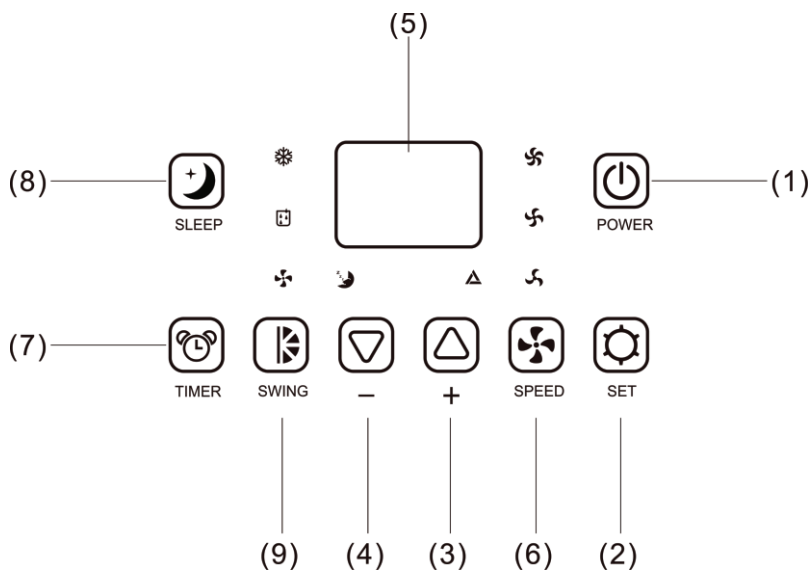 (5)
(8)
(1)
SLEEP
POWER
(7)
TIMER
SWING
−
+
SPEED
SET
(9)
(4)
(3)
(6)
(2)